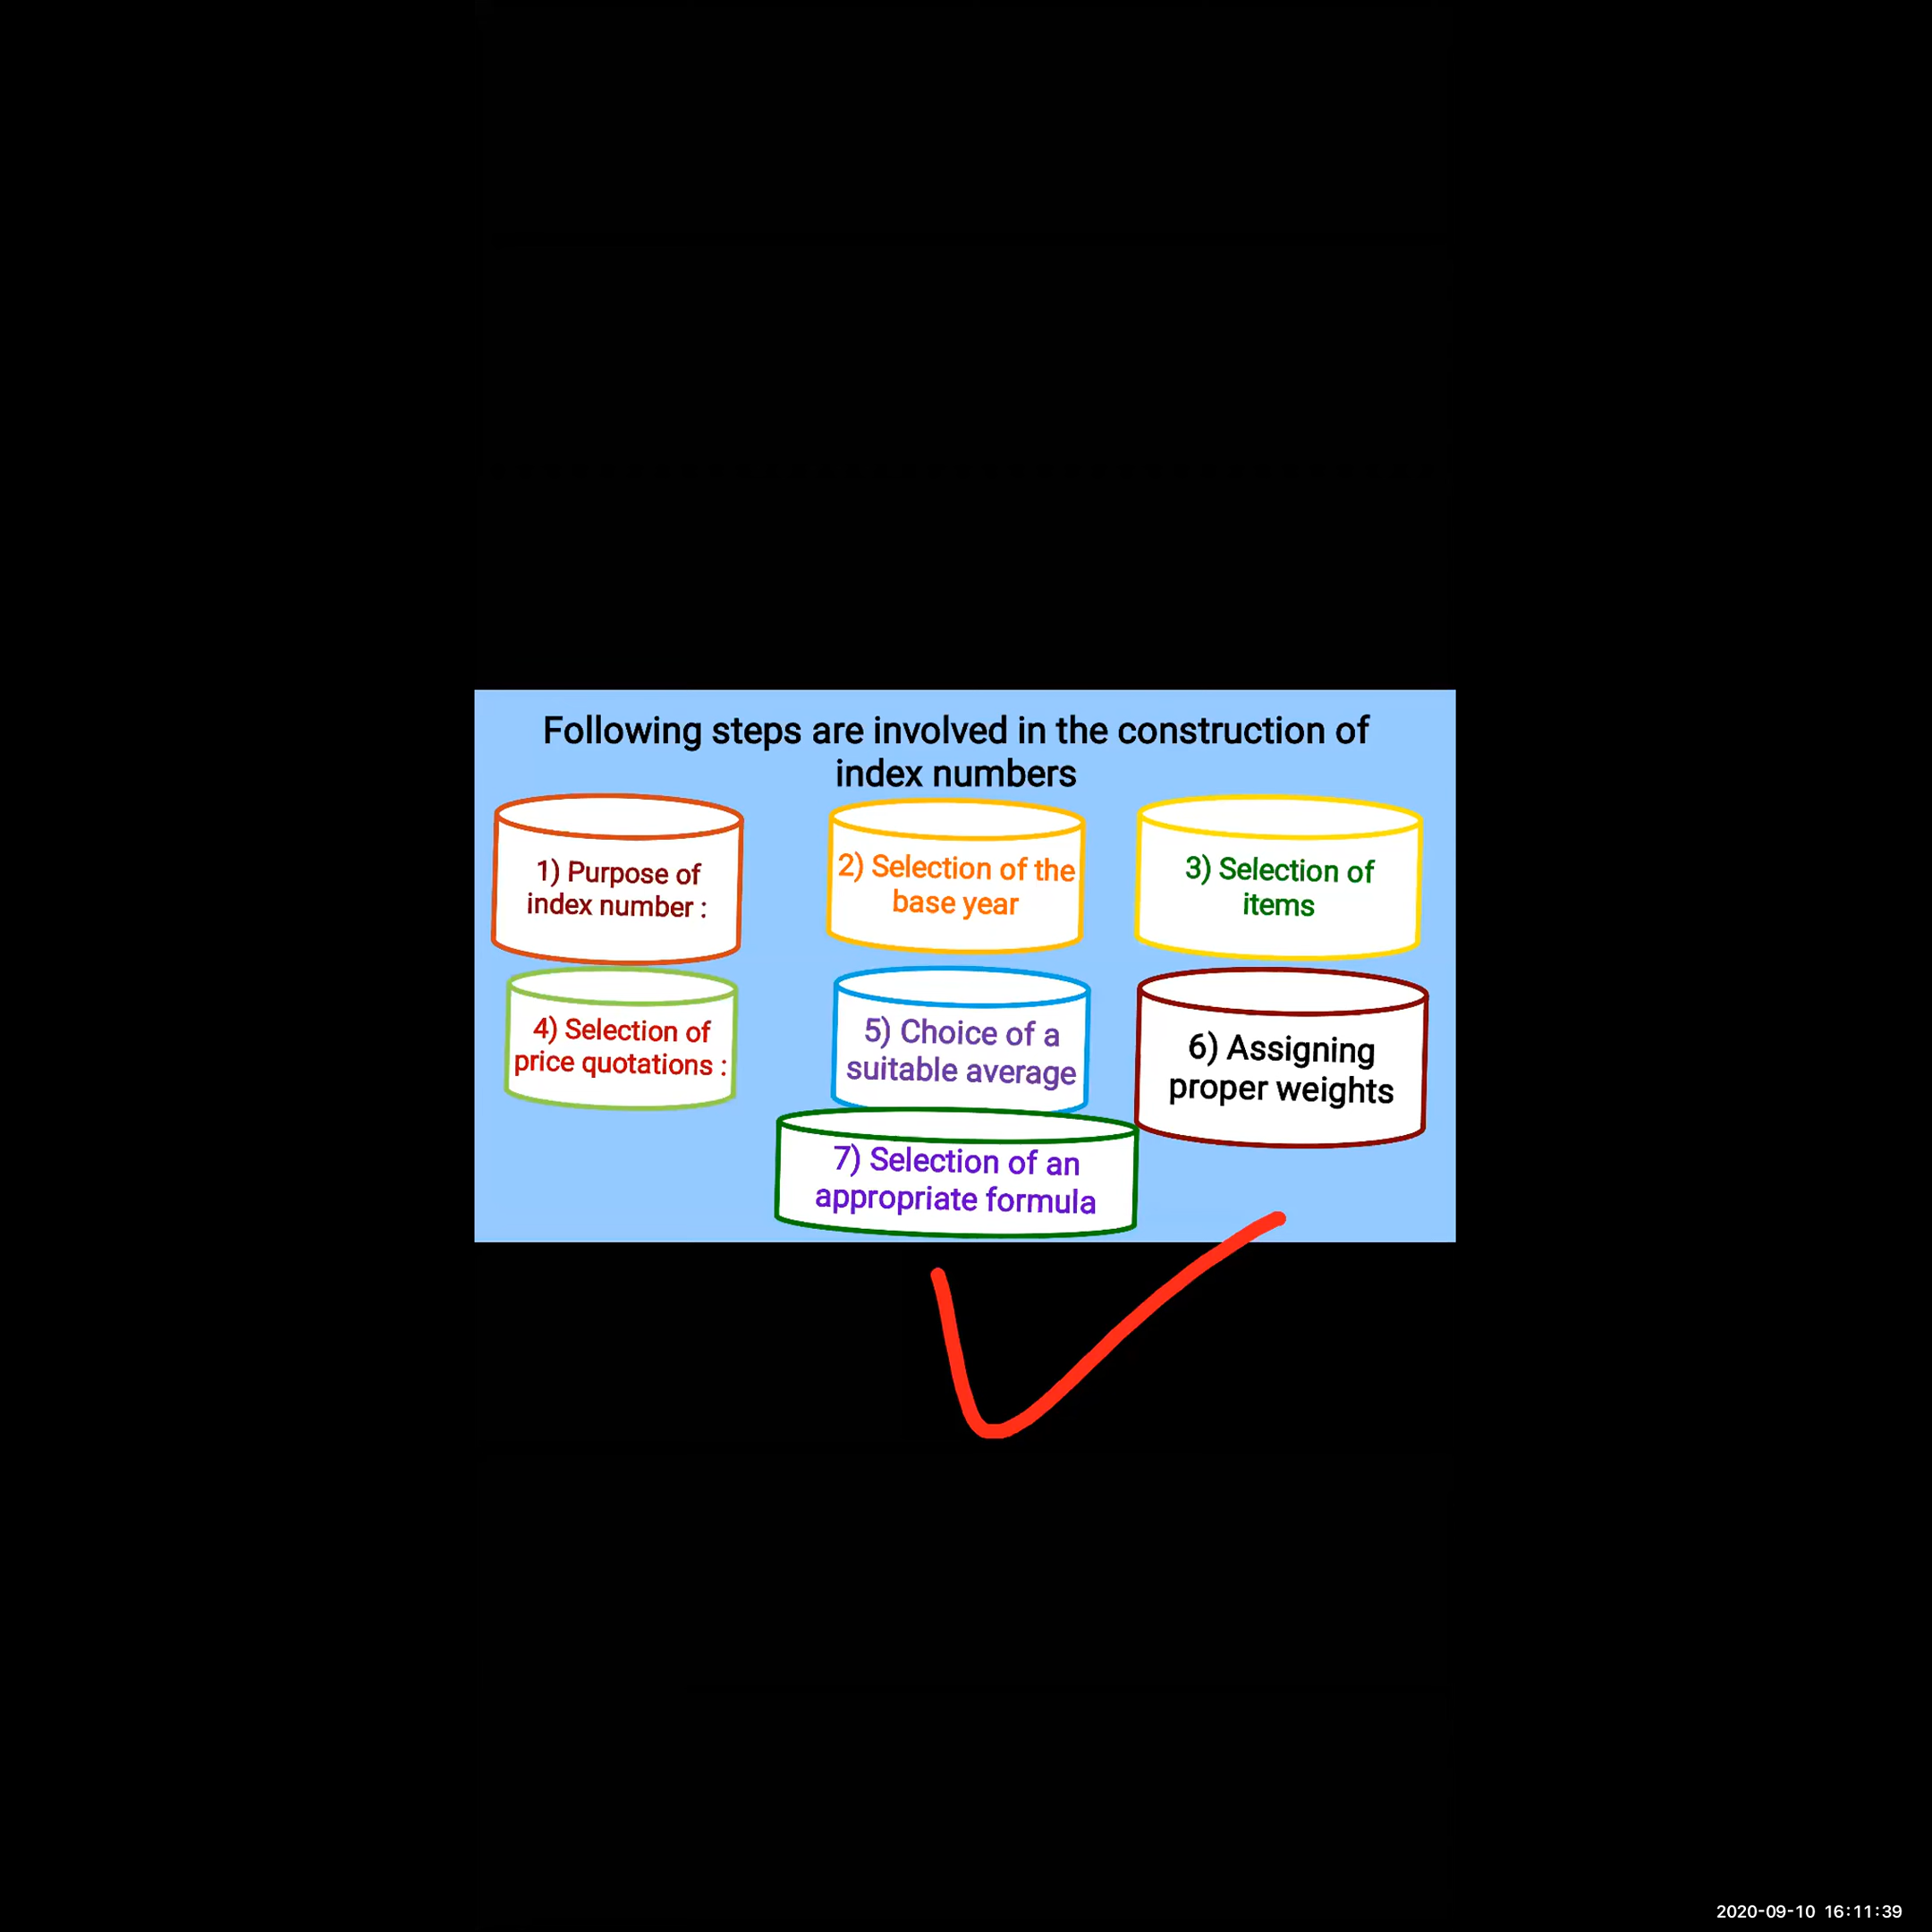 Following steps are involved in the construction of
index numbers
1) Purpose of
index number :
2) Selection of the
base year
3) Selection of
items
4) Selection of
price quotations :
5) Choice of a
suitable average
6) Assigning
proper weights
7) Selection of an
appropriate formula
2020-09-10 16:11:39